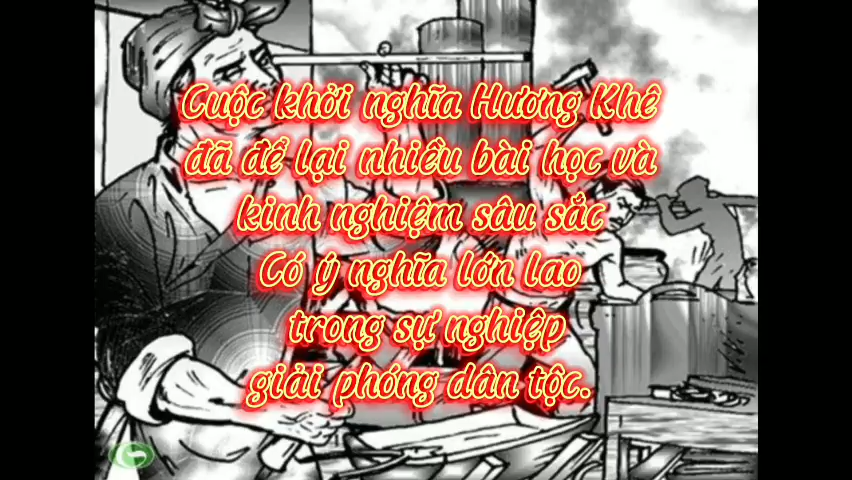 Cuộc khởi nghĩa Hương Khê
đã để lại nhiều bài học và
kinh nghiệm sâu sắc
Có ý nghĩa lớn lao
trong sự nghiệp
giải phóng dân tộc.